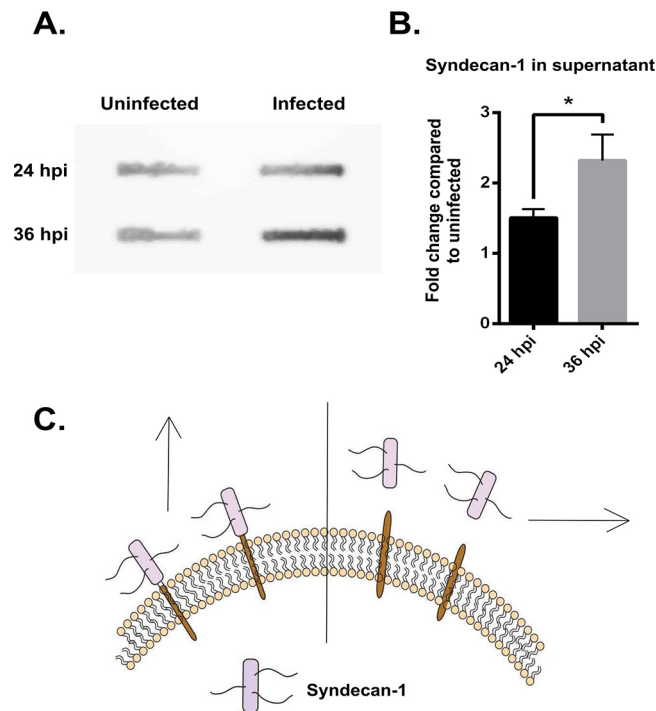 A.
Uninfected Infected
24 hpi
36 hpi
B.
Syndecan-1 in supernatant
Fold change compared
to uninfected
3
2
1
0
*
24 hpi
36 hpi
C.
Syndecan-1